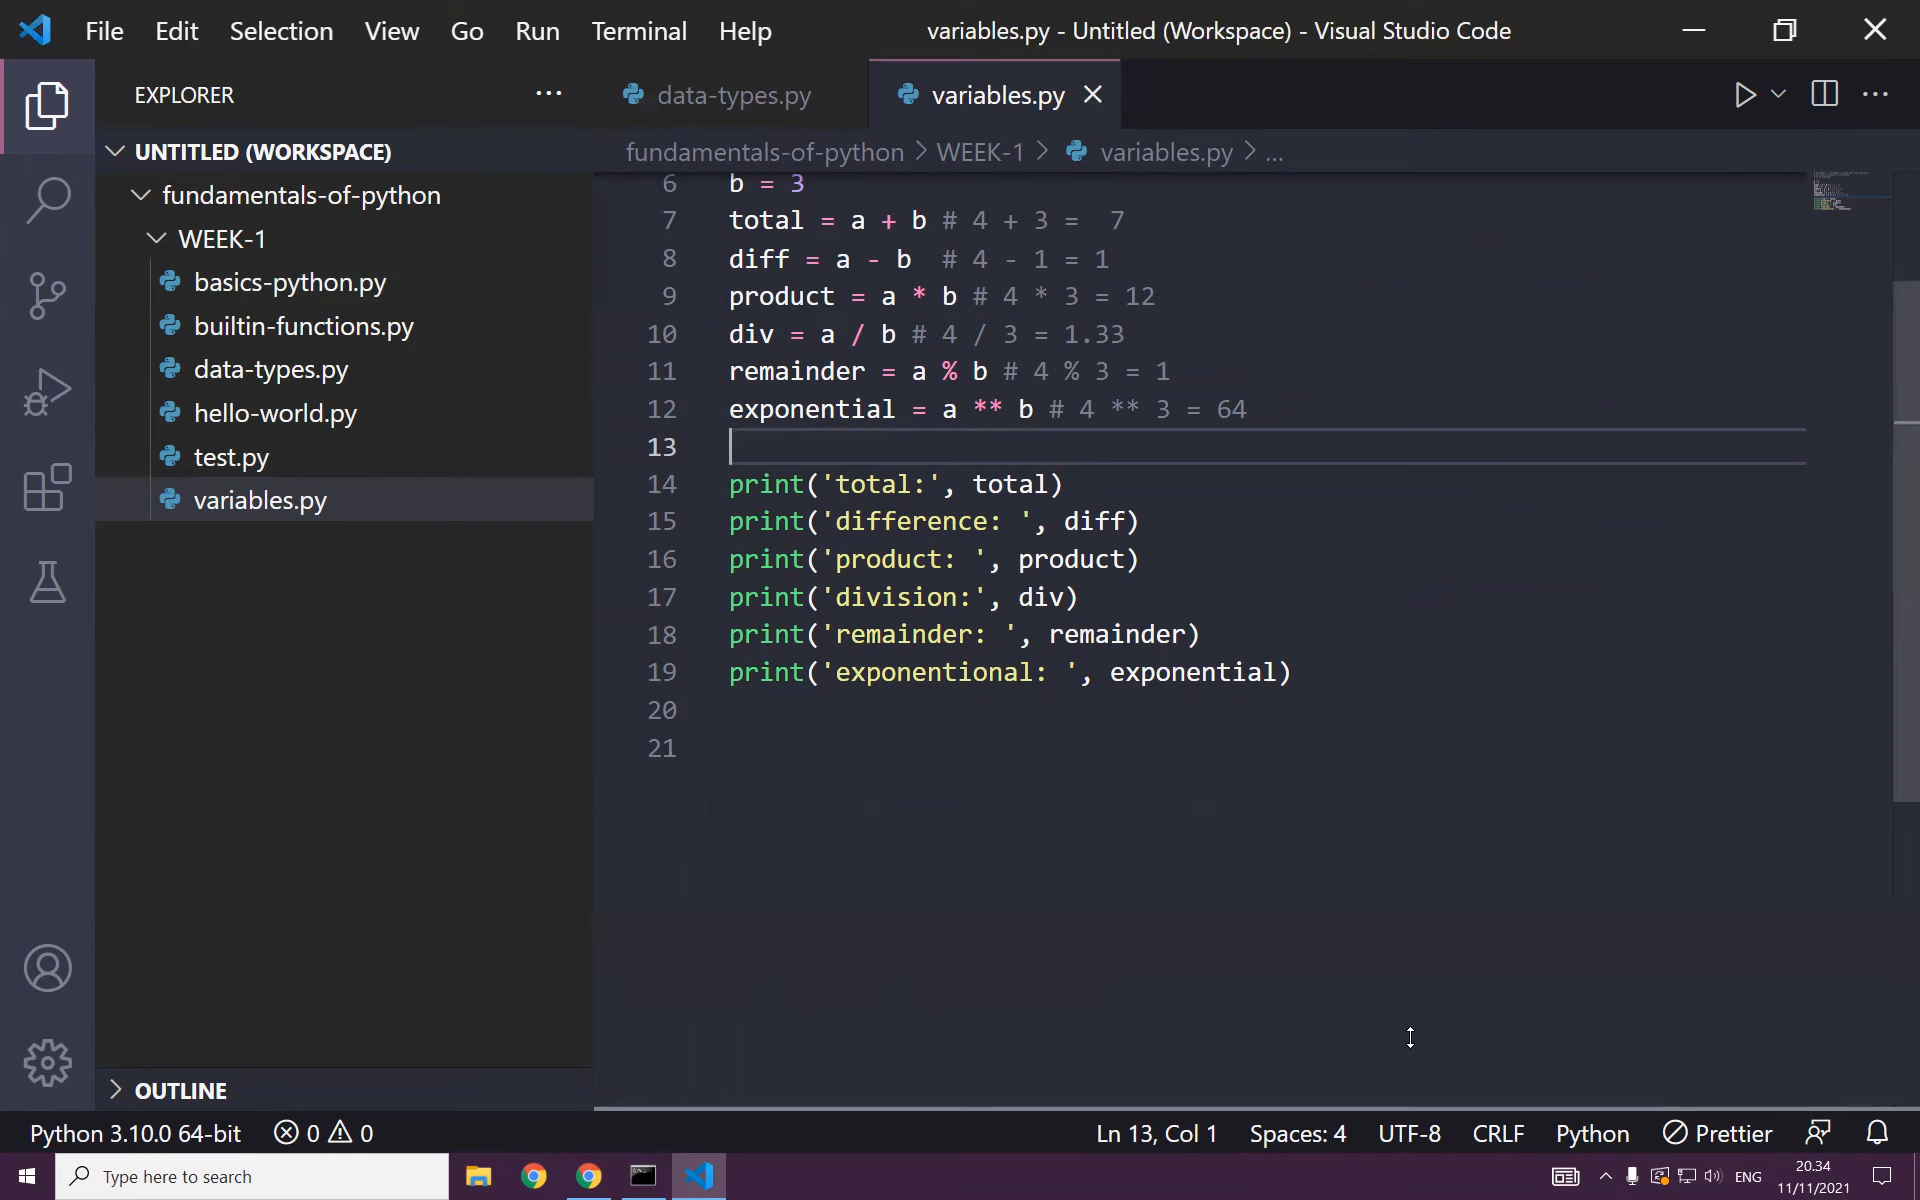 File Edit Selection View Go Run Terminal Help
variables.py - Untitled (Workspace) - Visual Studio Code
EXPLORER
data-types.py
variables.py
UNTITLED (WORKSPACE)
fundamentals-of-python
WEEK-1
basics-python.py
builtin-functions.py
data-types.py
hello-world.py
test.py
variables.py
OUTLINE
fundamentals-of-python > WEEK-1 > variables.py > ...
6 b = 3
7 total = a + b # 4 + 3 =  7
8 diff = a - b  # 4 - 1 = 1
9 product = a * b # 4 * 3 = 12
10 div = a / b # 4 / 3 = 1.33
11 remainder = a % b # 4 % 3 = 1
12 exponential = a ** b # 4 ** 3 = 64
13
14 print('total:', total)
15 print('difference: ', diff)
16 print('product: ', product)
17 print('division:', div)
18 print('remainder: ', remainder)
19 print('exponentional: ', exponential)
20
21
Python 3.10.0 64-bit 0 0 Ln 13, Col 1 Spaces: 4 UTF-8 CRLF Python Prettier
Type here to search
ENG
20.34
11/11/2021